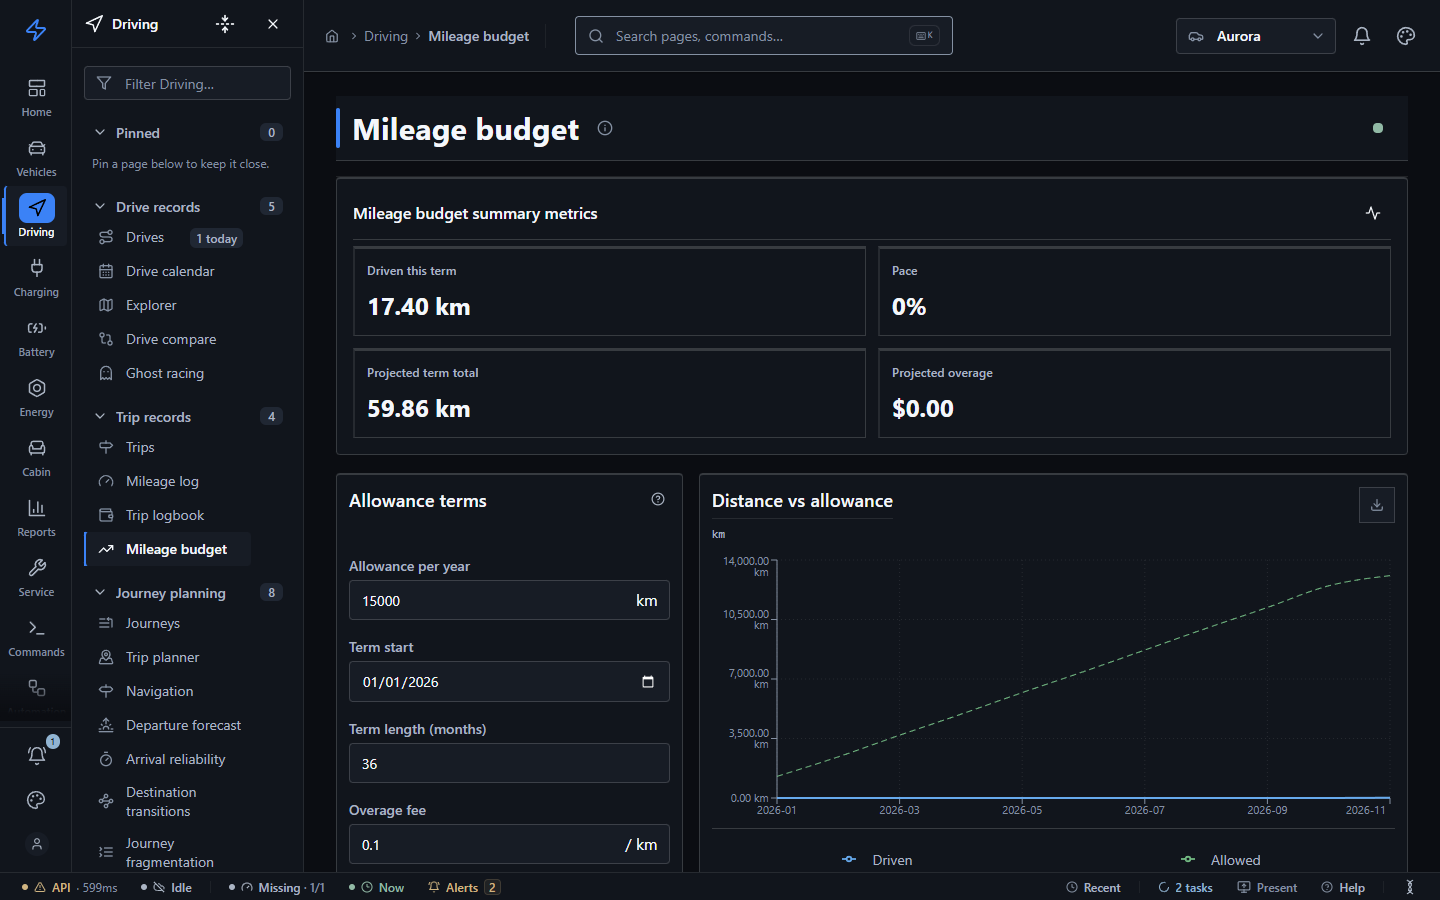 Driving
Driving
Mileage budget
Search pages, commands...
K
Aurora
Home
Vehicles
Driving
Charging
Battery
Energy
Cabin
Reports
Service
Commands
1
Filter Driving...
Pinned
0
Pin a page below to keep it close.
Drive records
5
Drives
1 today
Drive calendar
Explorer
Drive compare
Ghost racing
Trip records
4
Trips
Mileage log
Trip logbook
Mileage budget
Journey planning
8
Journeys
Trip planner
Navigation
Departure forecast
Arrival reliability
Destination
transitions
Journey
fragmentation
Mileage budget
Mileage budget summary metrics
Driven this term
17.40 km
Pace
0%
Projected term total
59.86 km
Projected overage
$0.00
Allowance terms
Allowance per year
15000
km
Term start
01/01/2026
Term length (months)
36
Overage fee
0.1
/ km
Distance vs allowance
km
14,000.00
km
10,500.00
km
7,000.00
km
3,500.00
km
0.00 km
2026-01
2026-03
2026-05
2026-07
2026-09
2026-11
Driven
Allowed
API · 599ms
Idle
Missing · 1/1
Now
Alerts 2
Recent
2 tasks
Present
Help